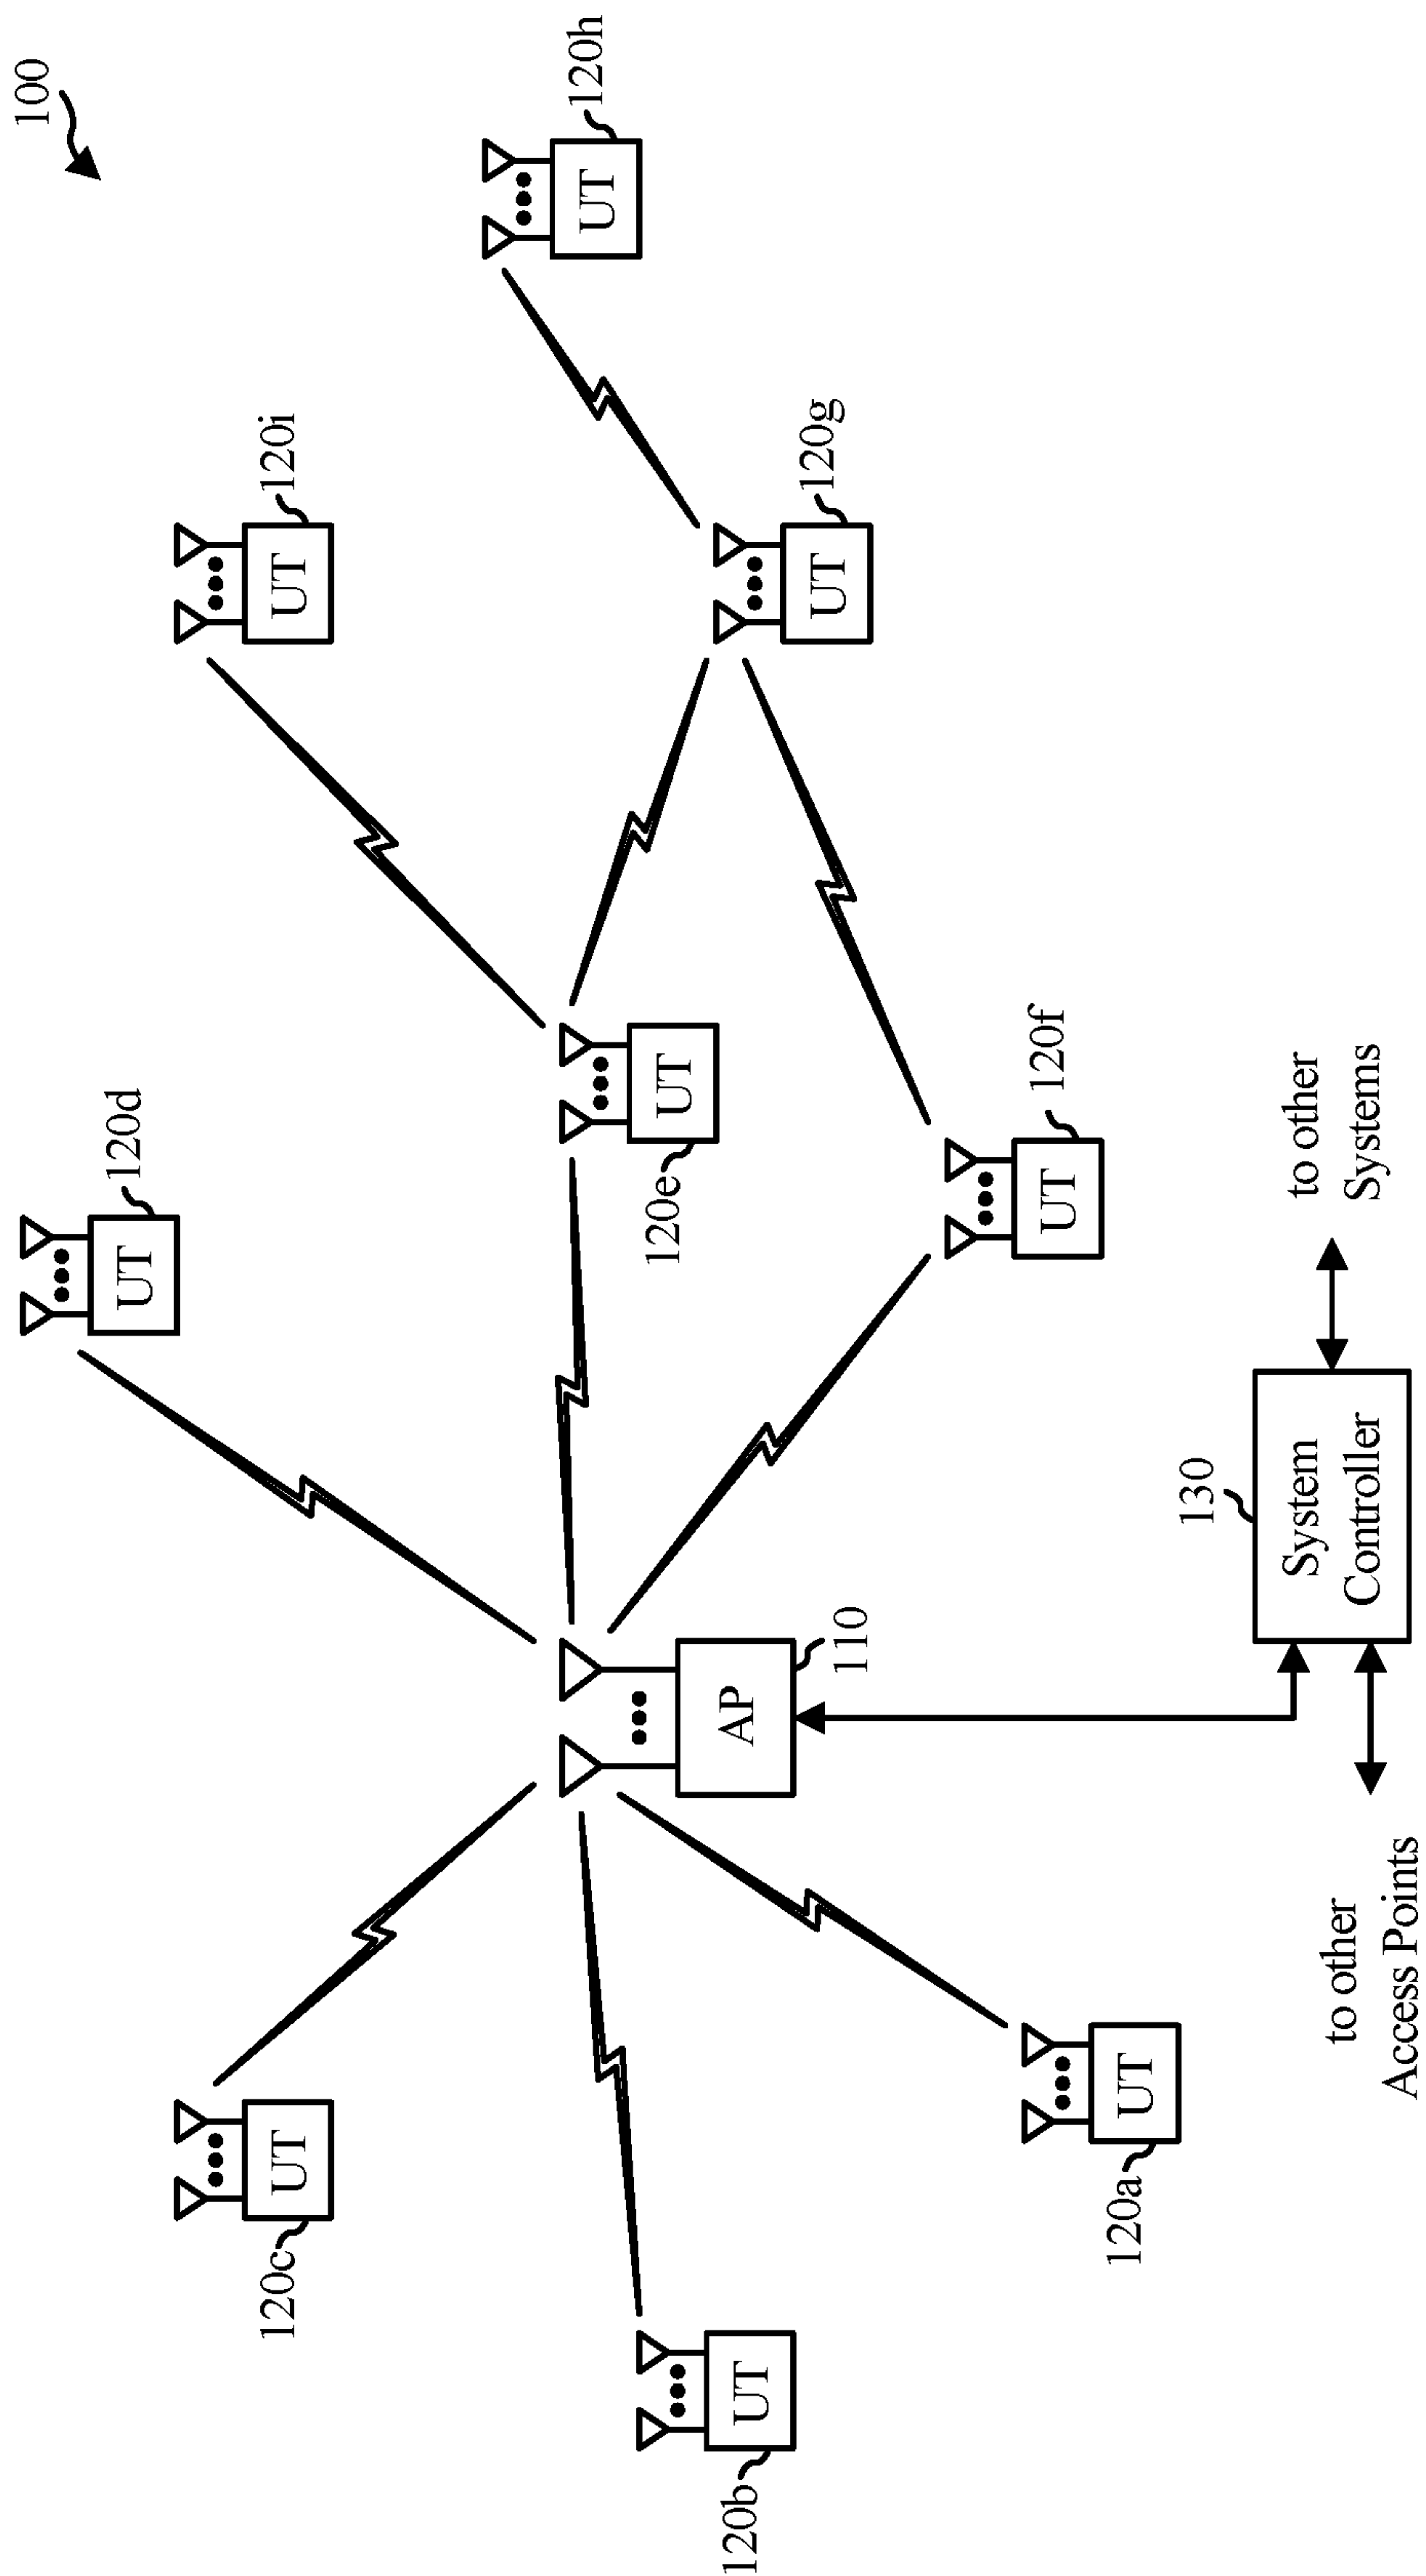 100
120d
UT
120i
UT
120c
UT
120h
UT
120e
UT
120g
UT
120b
UT
AP
110
120f
UT
120a
UT
130
System
Controller
to other
Systems
to other
Access Points